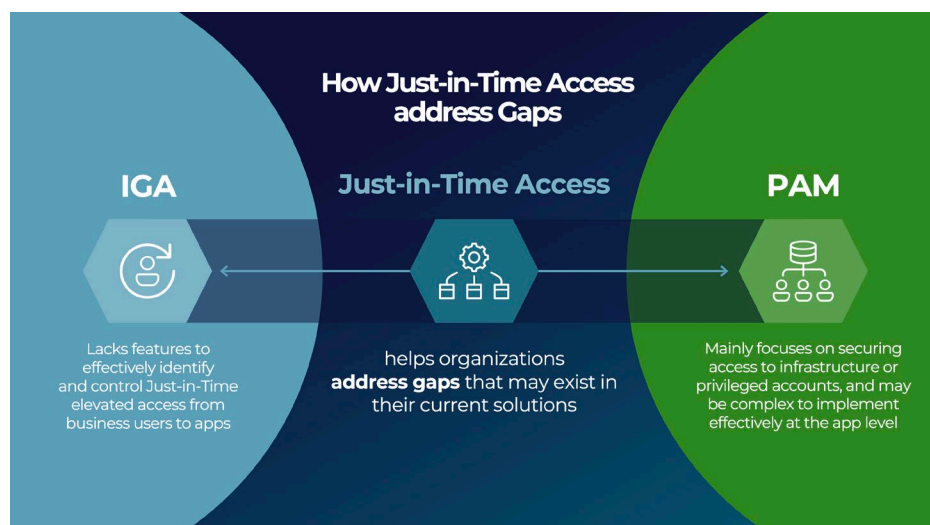 How Just-in-Time Access
address Gaps
IGA
Just-in-Time Access
PAM
Lacks features to
effectively identify
and control Just-in-Time
elevated access from
business users to apps
helps organizations
address gaps that may exist in
their current solutions
Mainly focuses on securing
access to infrastructure or
privileged accounts, and may
be complex to implement
effectively at the app level